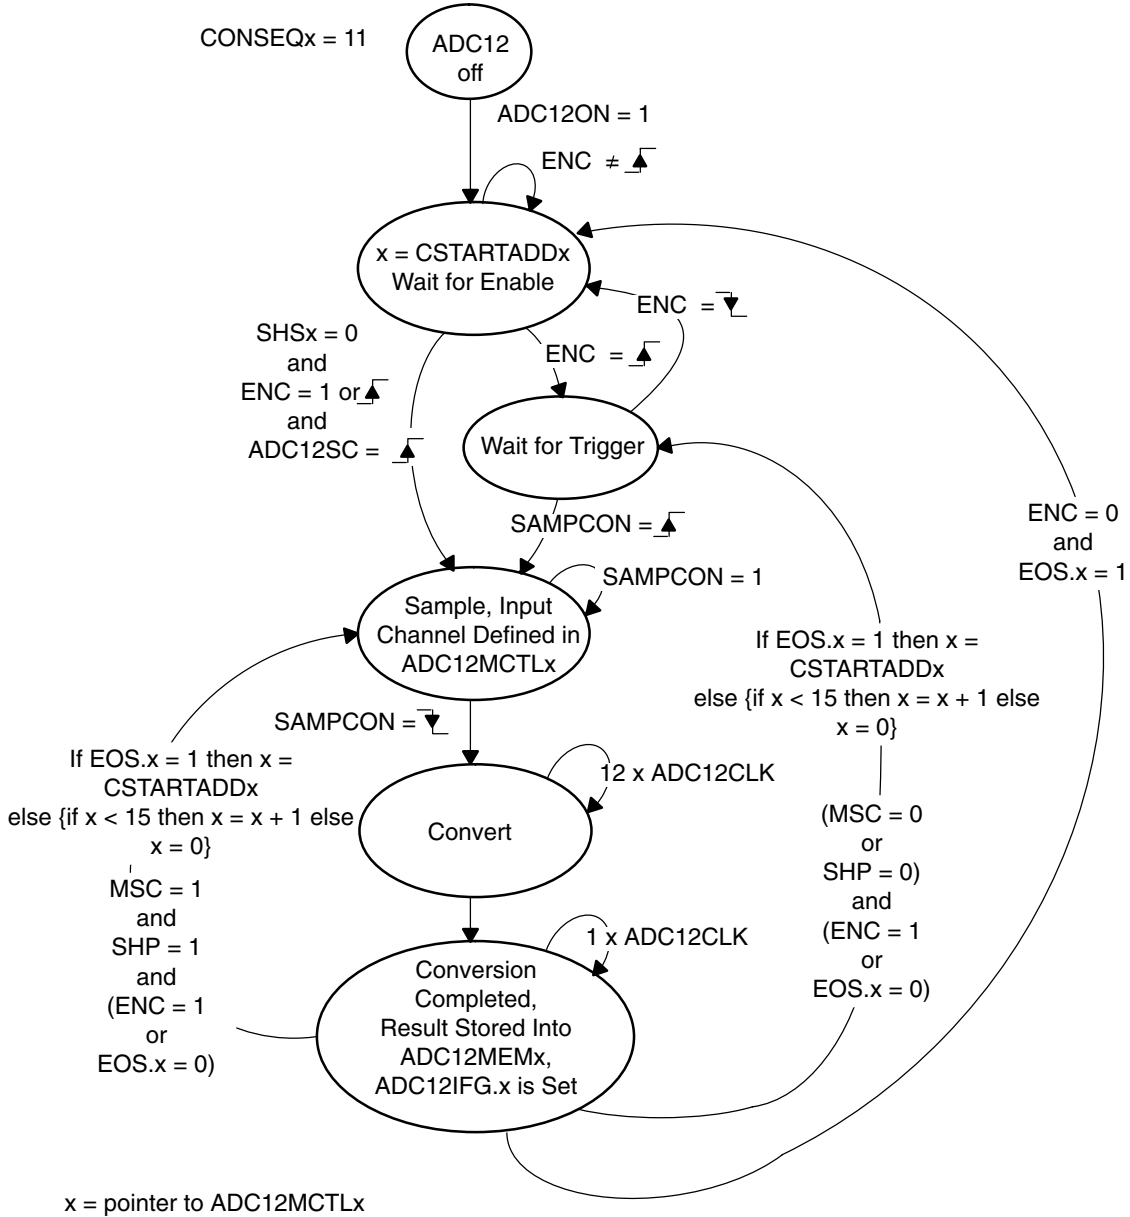 CONSEQx = 11
ADC12
off
ADC12ON = 1
ENC ≠
x = CSTARTADDx
Wait for Enable
ENC =
SHSx = 0
and
ENC = 1 or
and
ADC12SC =
ENC =
Wait for Trigger
SAMPCON =
ENC = 0
and
EOS.x = 1
SAMPCON = 1
Sample, Input
Channel Defined in
ADC12MCTLx
If EOS.x = 1 then x =
CSTARTADDx
else {if x < 15 then x = x + 1 else
x = 0}
SAMPCON =
If EOS.x = 1 then x =
CSTARTADDx
else {if x < 15 then x = x + 1 else
x = 0}
12 x ADC12CLK
Convert
(MSC = 0
or
SHP = 0)
and
(ENC = 1
or
EOS.x = 0)
MSC = 1
and
SHP = 1
and
(ENC = 1
or
EOS.x = 0)
1 x ADC12CLK
Conversion
Completed,
Result Stored Into
ADC12MEMx,
ADC12IFG.x is Set
x = pointer to ADC12MCTLx